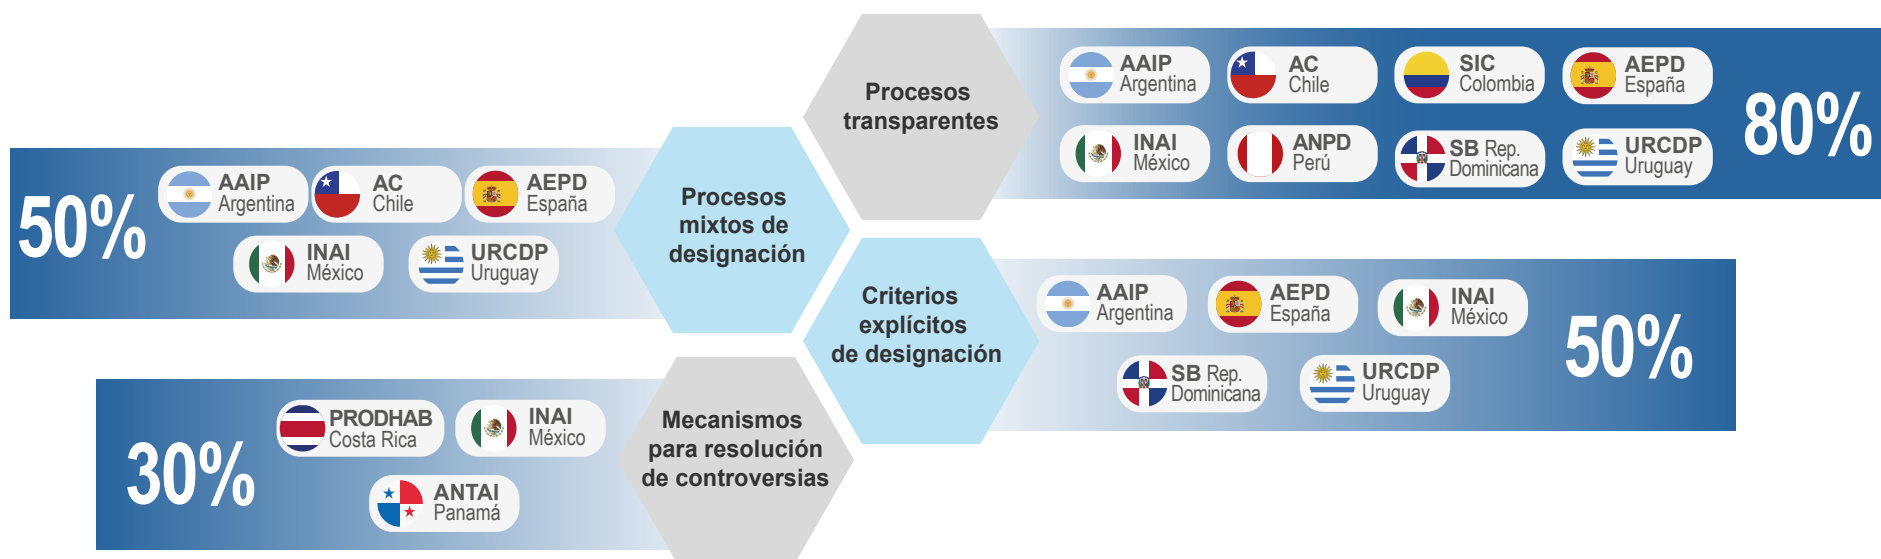 Procesos
transparentes
AAIP
Argentina
AC
Chile
SIC
Colombia
AEPD
España
INAI
México
ANPD
Perú
SB Rep.
Dominicana
URCDP
Uruguay
80%
50%
AAIP
Argentina
AC
Chile
AEPD
España
INAI
México
URCDP
Uruguay
Procesos
mixtos de
designación
Criterios
explícitos
de designación
AAIP
Argentina
AEPD
España
INAI
México
SB Rep.
Dominicana
URCDP
Uruguay
50%
30%
PRODHAB
Costa Rica
INAI
México
ANTAI
Panamá
Mecanismos
para resolución
de controversias